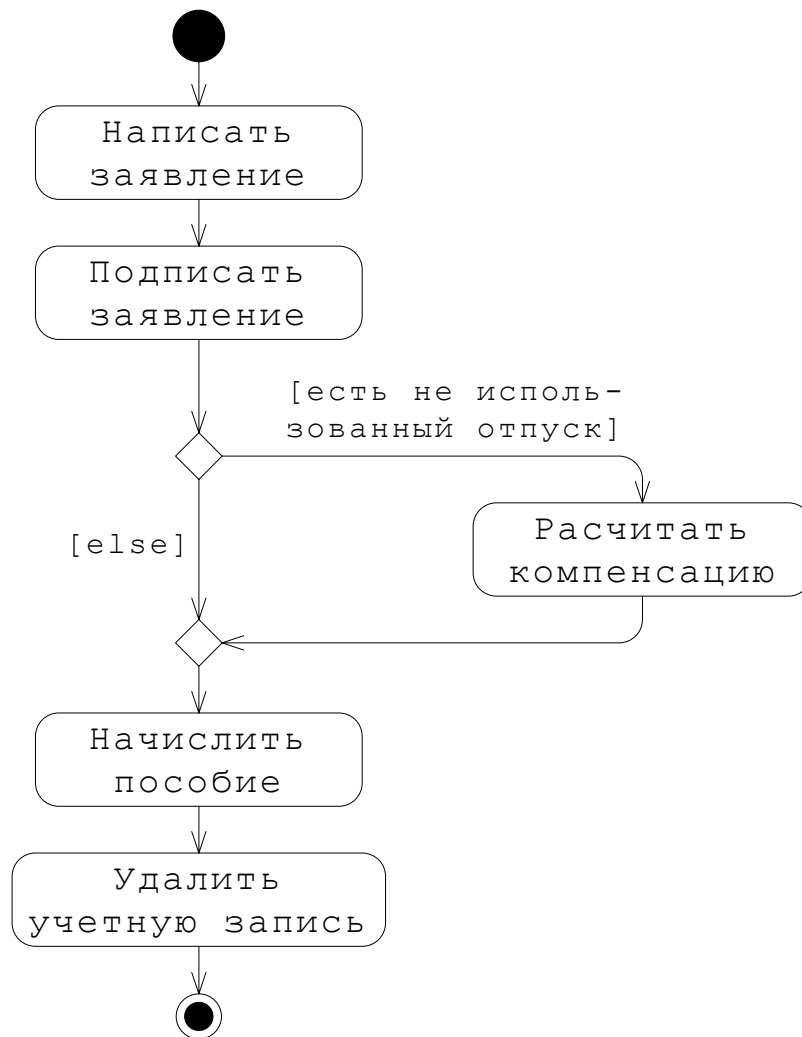 Написать
заявление
Подписать
заявление
[есть не исполь-
зованный отпуск]
[else]
Расчитать
компенсацию
Начислить
пособие
Удалить
учетную запись